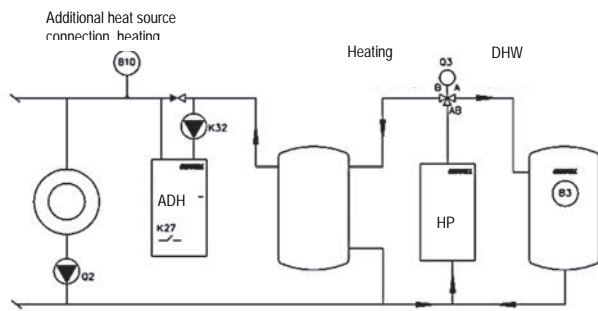 Additional heat source
connection, heating
B10
Heating
Q3
DHW
B
A
AB
K32
ADH
K27
HP
B3
Q2